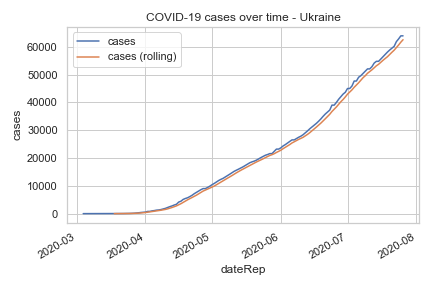 COVID-19 cases over time - Ukraine
cases
cases (rolling)
cases
60000
50000
40000
30000
20000
10000
0
2020-03
2020-04
2020-05
2020-06
2020-07
2020-08
dateRep